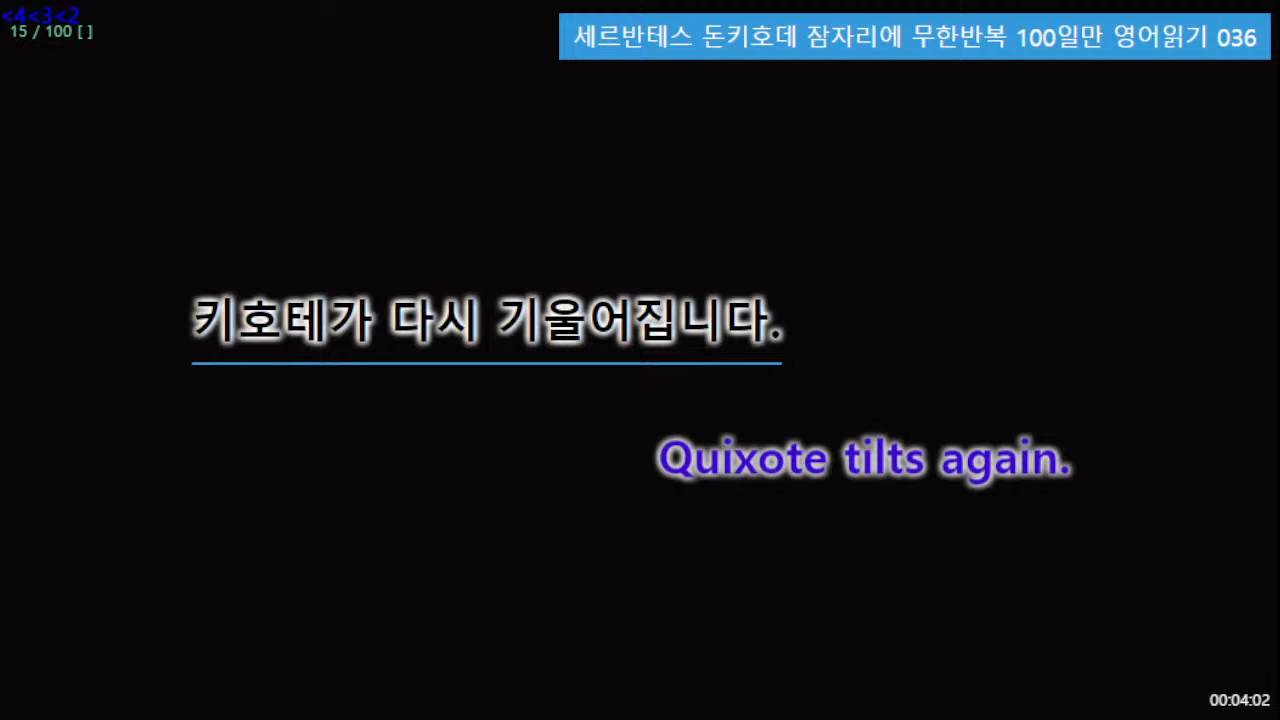 <4<3<2
15 / 100 [ ]
세르반테스 돈키호데 잠자리에 무한반복 100일만 영어읽기 036
키호테가 다시 기울어집니다.
Quixote tilts again.
00:04:02